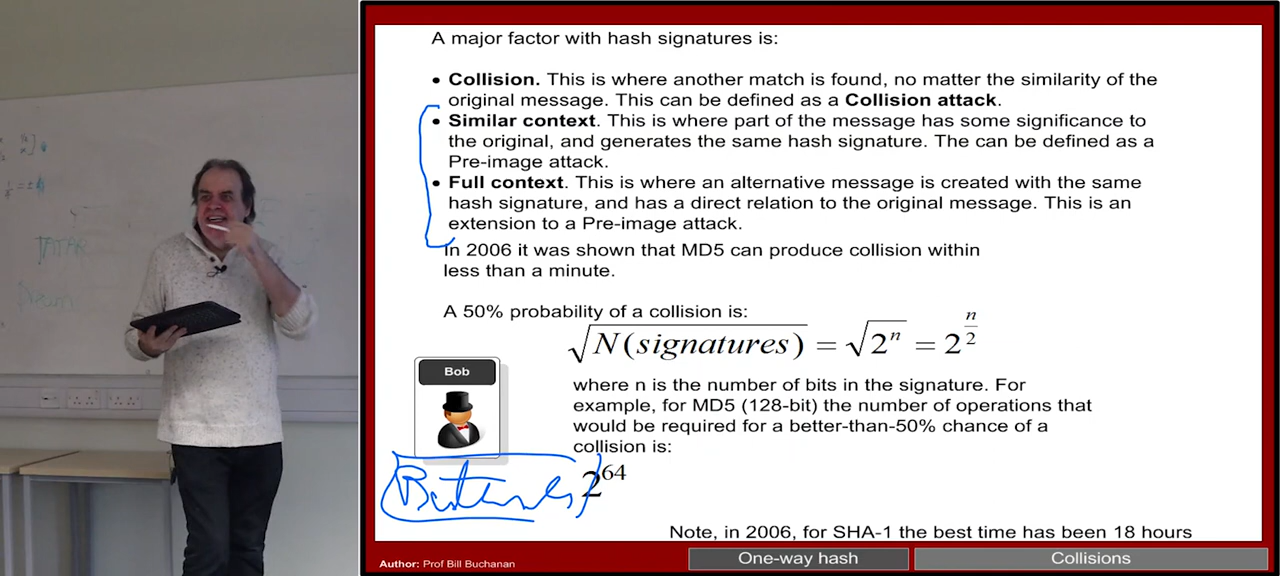 A major factor with hash signatures is:
• Collision. This is where another match is found, no matter the similarity of the
original message. This can be defined as a Collision attack.
• Similar context. This is where part of the message has some significance to
the original, and generates the same hash signature. The can be defined as a
Pre-image attack.
• Full context. This is where an alternative message is created with the same
hash signature, and has a direct relation to the original message. This is an
extension to a Pre-image attack.
In 2006 it was shown that MD5 can produce collision within
less than a minute.
A 50% probability of a collision is:
√N(signatures) = √2ⁿ = 2^(n/2)
Bob
where n is the number of bits in the signature. For
example, for MD5 (128-bit) the number of operations that
would be required for a better-than-50% chance of a
collision is:
2⁶⁴
Note, in 2006, for SHA-1 the best time has been 18 hours
Author: Prof Bill Buchanan
One-way hash
Collisions